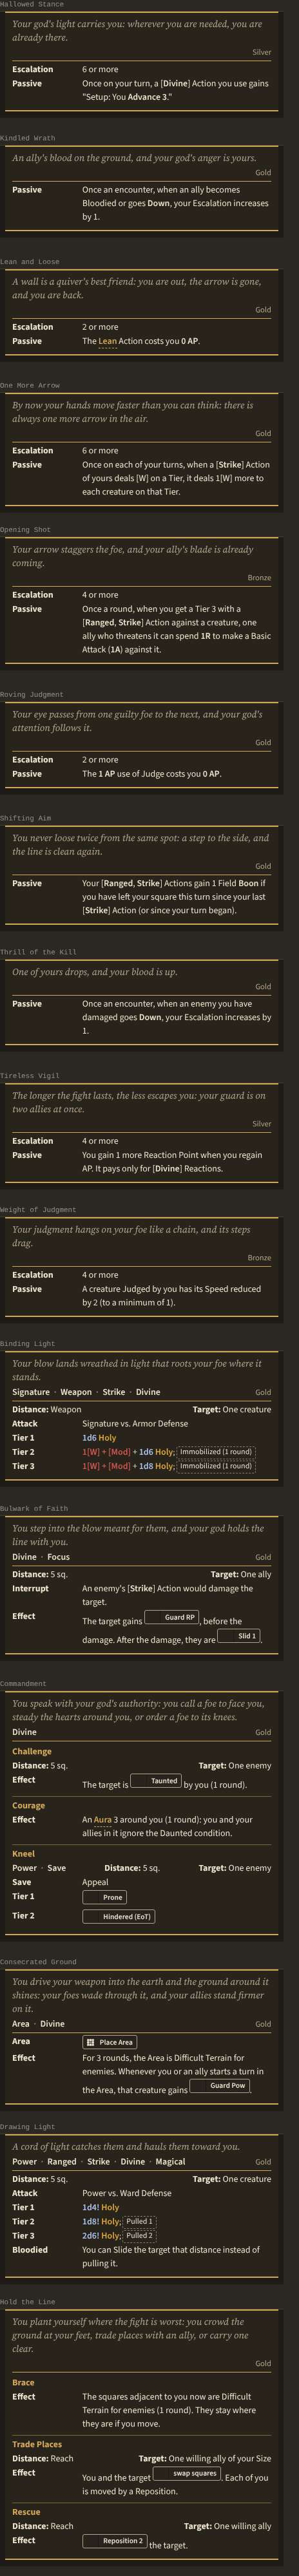 Hallowed Stance
Your god's light carries you: wherever you are needed, you are
already there.
Silver
Escalation 6 or more
Passive Once on your turn, a [Divine] Action you use gains
"Setup: You Advance 3."
Kindled Wrath
An ally's blood on the ground, and your god's anger is yours.
Gold
Passive Once an encounter, when an ally becomes
Bloodied or goes Down, your Escalation increases
by 1.
Lean and Loose
A wall is a quiver's best friend: you are out, the arrow is gone,
and you are back.
Gold
Escalation 2 or more
Passive The Lean Action costs you 0 AP.
One More Arrow
By now your hands move faster than you can think: there is
always one more arrow in the air.
Gold
Escalation 6 or more
Passive Once on each of your turns, when a [Strike] Action
of yours deals [W] on a Tier, it deals 1[W] more to
each creature on that Tier.
Opening Shot
Your arrow staggers the foe, and your ally's blade is already
coming.
Bronze
Escalation 4 or more
Passive Once a round, when you get a Tier 3 with a
[Ranged, Strike] Action against a creature, one
ally who threatens it can spend 1R to make a Basic
Attack (1A) against it.
Roving Judgment
Your eye passes from one guilty foe to the next, and your god's
attention follows it.
Gold
Escalation 2 or more
Passive The 1 AP use of Judge costs you 0 AP.
Shifting Aim
You never loose twice from the same spot: a step to the side, and
the line is clean again.
Gold
Passive Your [Ranged, Strike] Actions gain 1 Field Boon if
you have left your square this turn since your last
[Strike] Action (or since your turn began).
Thrill of the Kill
One of yours drops, and your blood is up.
Gold
Passive Once an encounter, when an enemy you have
damaged goes Down, your Escalation increases by
1.
Tireless Vigil
The longer the fight lasts, the less escapes you: your guard is on
two allies at once.
Silver
Escalation 4 or more
Passive You gain 1 more Reaction Point when you regain
AP. It pays only for [Divine] Reactions.
Weight of Judgment
Your judgment hangs on your foe like a chain, and its steps
drag.
Bronze
Escalation 4 or more
Passive A creature Judged by you has its Speed reduced
by 2 (to a minimum of 1).
Binding Light
Your blow lands wreathed in light that roots your foe where it
stands.
Signature · Weapon · Strike · Divine Gold
Distance: Weapon Target: One creature
Attack Signature vs. Armor Defense
Tier 1 1d6 Holy
Tier 2 1[W] + [Mod] + 1d6 Holy; Immobilized (1 round)
Tier 3 1[W] + [Mod] + 1d8 Holy; Immobilized (1 round)
Bulwark of Faith
You step into the blow meant for them, and your god holds the
line with you.
Divine · Focus Gold
Distance: 5 sq. Target: One ally
Interrupt An enemy's [Strike] Action would damage the
target.
Effect The target gains Guard RP, before the
damage. After the damage, they are Slid 1.
Commandment
You speak with your god's authority: you call a foe to face you,
steady the hearts around you, or order a foe to its knees.
Divine Gold
Challenge
Distance: 5 sq. Target: One enemy
Effect The target is Taunted by you (1 round).
Courage
Effect An Aura 3 around you (1 round): you and your
allies in it ignore the Daunted condition.
Kneel
Power · Save Distance: 5 sq. Target: One enemy
Save Appeal
Tier 1 Prone
Tier 2 Hindered (EoT)
Consecrated Ground
You drive your weapon into the earth and the ground around it
shines: your foes wade through it, and your allies stand firmer
on it.
Area · Divine Gold
Area Place Area
Effect For 3 rounds, the Area is Difficult Terrain for
enemies. Whenever you or an ally starts a turn in
the Area, that creature gains Guard Pow.
Drawing Light
A cord of light catches them and hauls them toward you.
Power · Ranged · Strike · Divine · Magical Gold
Distance: 5 sq. Target: One creature
Attack Power vs. Ward Defense
Tier 1 1d4! Holy
Tier 2 1d8! Holy; Pulled 1
Tier 3 2d6! Holy; Pulled 2
Bloodied You can Slide the target that distance instead of
pulling it.
Hold the Line
You plant yourself where the fight is worst: you crowd the
ground at your feet, trade places with an ally, or carry one
clear.
Gold
Brace
Effect The squares adjacent to you now are Difficult
Terrain for enemies (1 round). They stay where
they are if you move.
Trade Places
Distance: Reach Target: One willing ally of your Size
Effect You and the target swap squares. Each of you
is moved by a Reposition.
Rescue
Distance: Reach Target: One willing ally
Effect Reposition 2 the target.